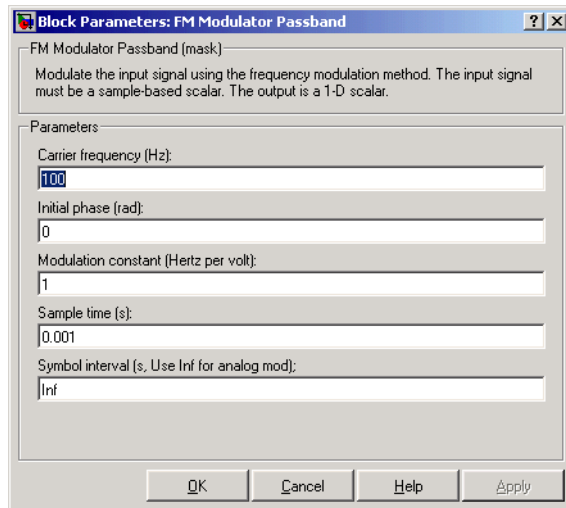 Block Parameters: FM Modulator Passband
FM Modulator Passband (mask)
Modulate the input signal using the frequency modulation method. The input signal
must be a sample-based scalar. The output is a 1-D scalar.
Parameters
Carrier frequency (Hz):
100
Initial phase (rad):
0
Modulation constant (Hertz per volt):
1
Sample time (s):
0.001
Symbol interval (s, Use Inf for analog mod);
Inf
OK Cancel Help Apply